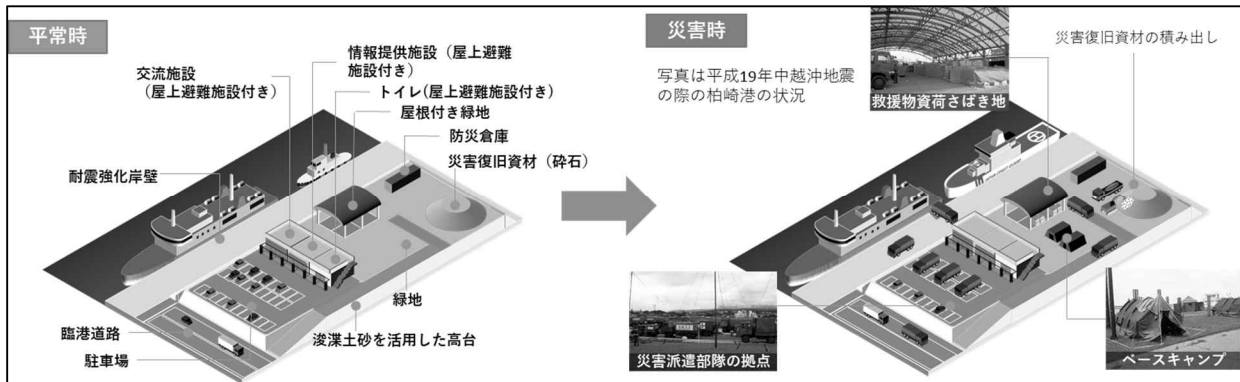 平常時
交流施設
（屋上避難施設付き）
情報提供施設（屋上避難
施設付き）
トイレ(屋上避難施設付き)
屋根付き緑地
防災倉庫
災害復旧資材（砕石）
耐震強化岸壁
緑地
臨港道路
浚渫土砂を活用した高台
駐車場
災害時
写真は平成19年中越沖地震
の際の柏崎港の状況
救援物資荷さばき地
災害復旧資材の積み出し
災害派遣部隊の拠点
ベースキャンプ